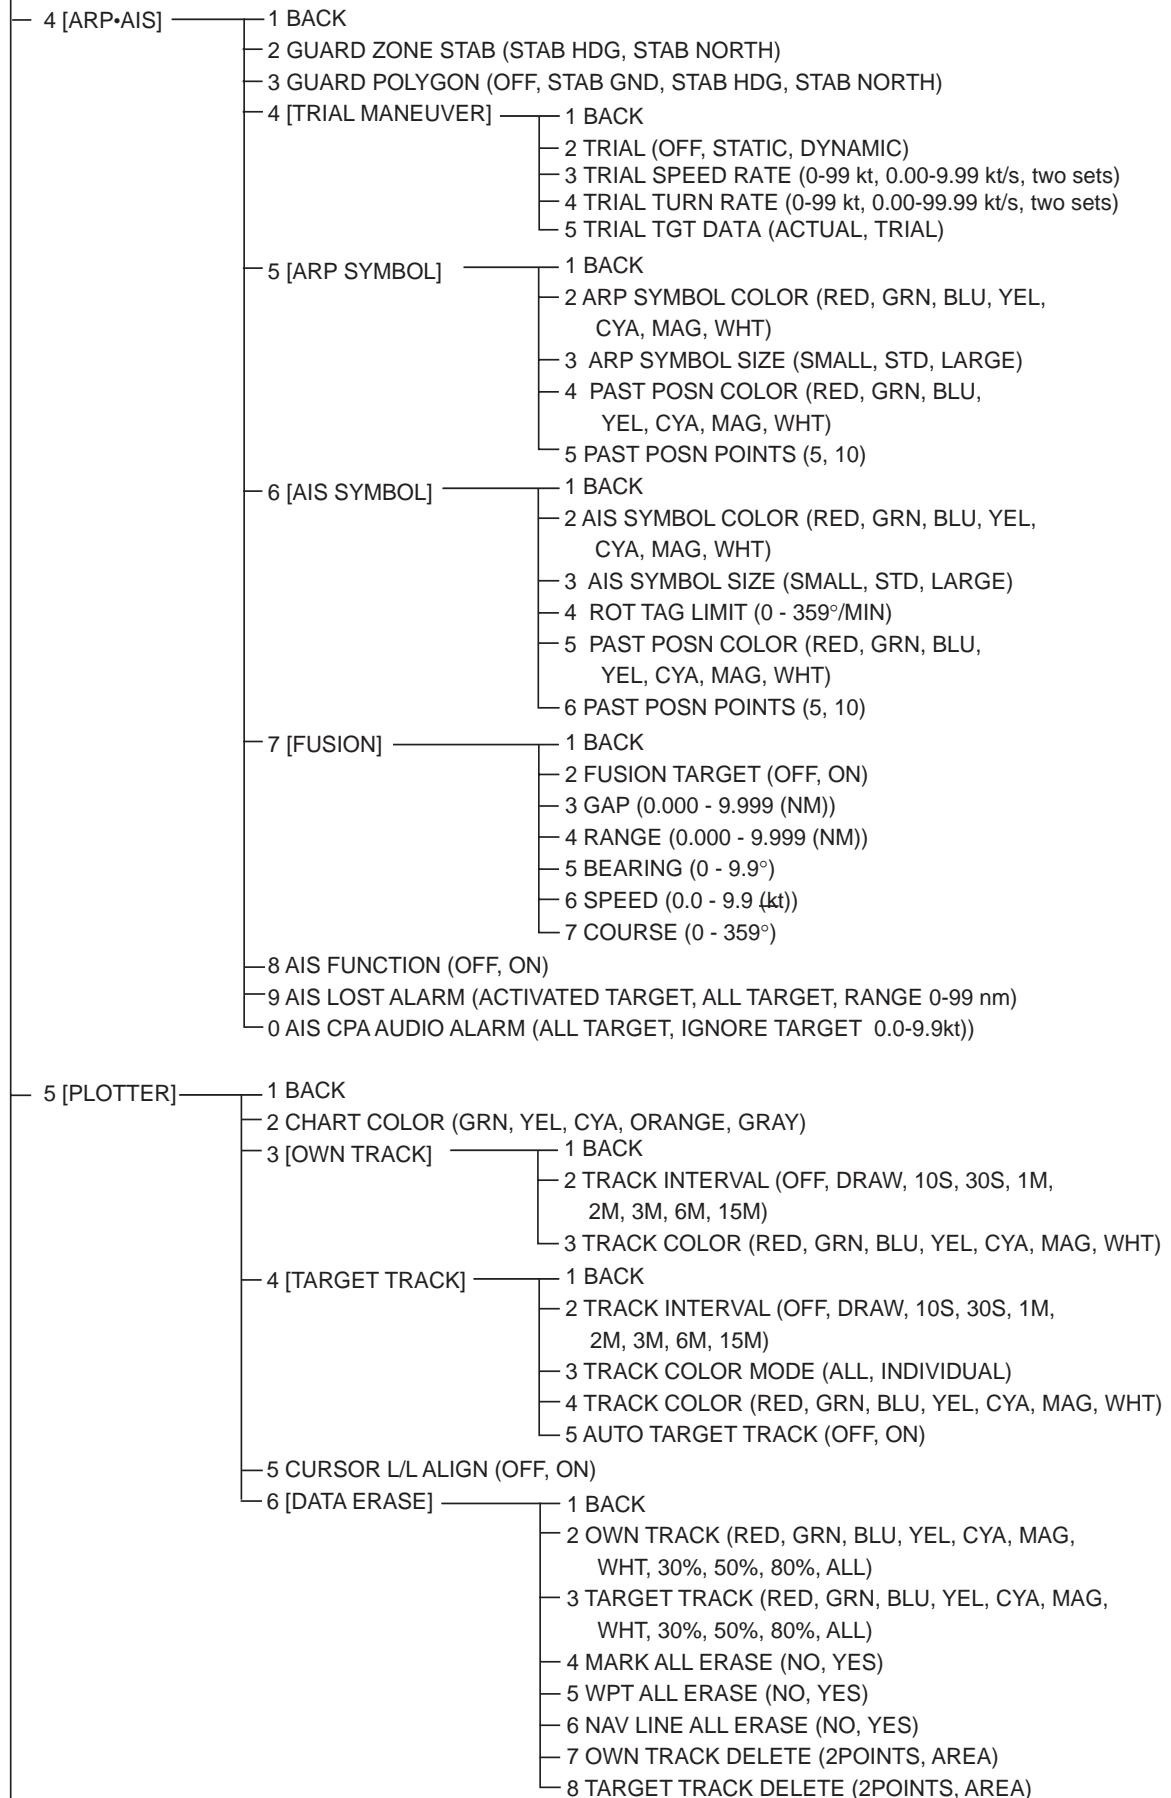 4 [ARP•AIS]
1 BACK
2 GUARD ZONE STAB (STAB HDG, STAB NORTH)
3 GUARD POLYGON (OFF, STAB GND, STAB HDG, STAB NORTH)
4 [TRIAL MANEUVER]
1 BACK
2 TRIAL (OFF, STATIC, DYNAMIC)
3 TRIAL SPEED RATE (0-99 kt, 0.00-9.99 kt/s, two sets)
4 TRIAL TURN RATE (0-99 kt, 0.00-99.99 kt/s, two sets)
5 TRIAL TGT DATA (ACTUAL, TRIAL)
5 [ARP SYMBOL]
1 BACK
2 ARP SYMBOL COLOR (RED, GRN, BLU, YEL,
CYA, MAG, WHT)
3 ARP SYMBOL SIZE (SMALL, STD, LARGE)
4 PAST POSN COLOR (RED, GRN, BLU,
YEL, CYA, MAG, WHT)
5 PAST POSN POINTS (5, 10)
6 [AIS SYMBOL]
1 BACK
2 AIS SYMBOL COLOR (RED, GRN, BLU, YEL,
CYA, MAG, WHT)
3 AIS SYMBOL SIZE (SMALL, STD, LARGE)
4 ROT TAG LIMIT (0 - 359°/MIN)
5 PAST POSN COLOR (RED, GRN, BLU,
YEL, CYA, MAG, WHT)
6 PAST POSN POINTS (5, 10)
7 [FUSION]
1 BACK
2 FUSION TARGET (OFF, ON)
3 GAP (0.000 - 9.999 (NM))
4 RANGE (0.000 - 9.999 (NM))
5 BEARING (0 - 9.9°)
6 SPEED (0.0 - 9.9 (kt))
7 COURSE (0 - 359°)
8 AIS FUNCTION (OFF, ON)
9 AIS LOST ALARM (ACTIVATED TARGET, ALL TARGET, RANGE 0-99 nm)
0 AIS CPA AUDIO ALARM (ALL TARGET, IGNORE TARGET 0.0-9.9kt))
5 [PLOTTER]
1 BACK
2 CHART COLOR (GRN, YEL, CYA, ORANGE, GRAY)
3 [OWN TRACK]
1 BACK
2 TRACK INTERVAL (OFF, DRAW, 10S, 30S, 1M,
2M, 3M, 6M, 15M)
3 TRACK COLOR (RED, GRN, BLU, YEL, CYA, MAG, WHT)
4 [TARGET TRACK]
1 BACK
2 TRACK INTERVAL (OFF, DRAW, 10S, 30S, 1M,
2M, 3M, 6M, 15M)
3 TRACK COLOR MODE (ALL, INDIVIDUAL)
4 TRACK COLOR (RED, GRN, BLU, YEL, CYA, MAG, WHT)
5 AUTO TARGET TRACK (OFF, ON)
5 CURSOR L/L ALIGN (OFF, ON)
6 [DATA ERASE]
1 BACK
2 OWN TRACK (RED, GRN, BLU, YEL, CYA, MAG,
WHT, 30%, 50%, 80%, ALL)
3 TARGET TRACK (RED, GRN, BLU, YEL, CYA, MAG,
WHT, 30%, 50%, 80%, ALL)
4 MARK ALL ERASE (NO, YES)
5 WPT ALL ERASE (NO, YES)
6 NAV LINE ALL ERASE (NO, YES)
7 OWN TRACK DELETE (2POINTS, AREA)
8 TARGET TRACK DELETE (2POINTS, AREA)